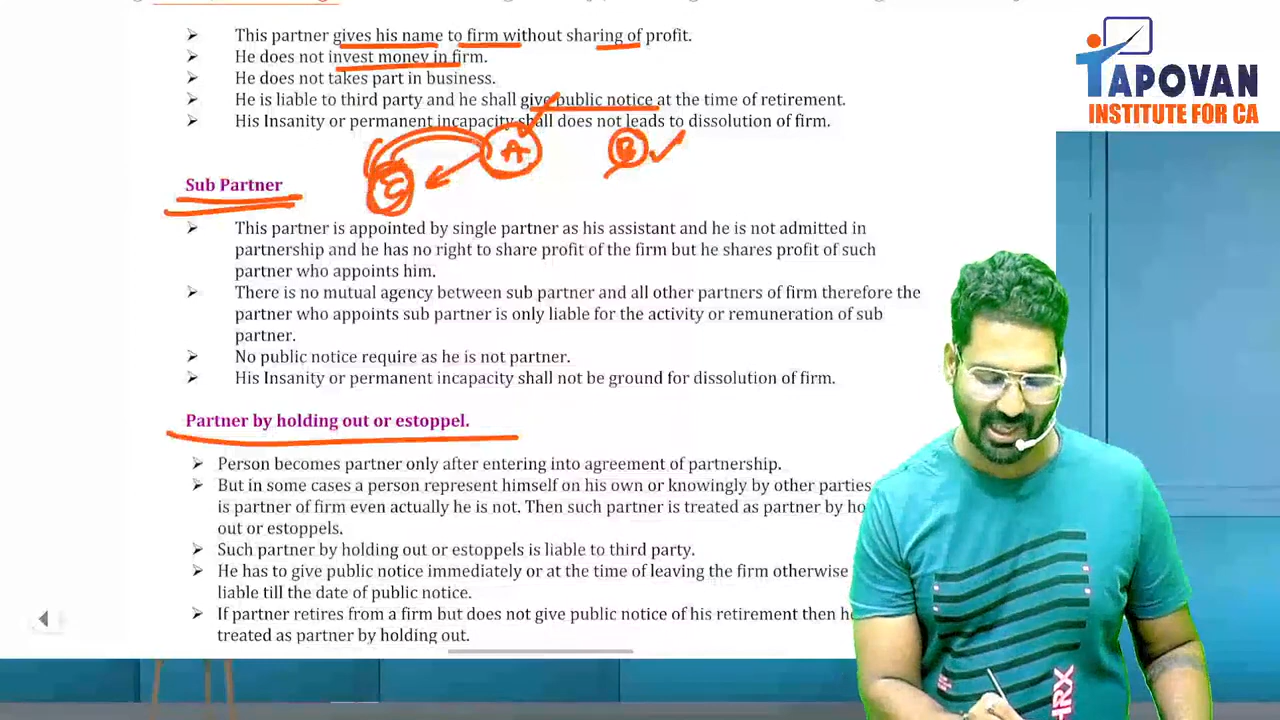 This partner gives his name to firm without sharing of profit.
He does not invest money in firm.
He does not takes part in business.
He is liable to third party and he shall give public notice at the time of retirement.
His Insanity or permanent incapacity shall does not leads to dissolution of firm.
A
B
Sub Partner
This partner is appointed by single partner as his assistant and he is not admitted in
partnership and he has no right to share profit of the firm but he shares profit of such
partner who appoints him.
There is no mutual agency between sub partner and all other partners of firm therefore the
partner who appoints sub partner is only liable for the activity or remuneration of sub
partner.
No public notice require as he is not partner.
His Insanity or permanent incapacity shall not be ground for dissolution of firm.
Partner by holding out or estoppel.
Person becomes partner only after entering into agreement of partnership.
But in some cases a person represent himself on his own or knowingly by other parties
is partner of firm even actually he is not. Then such partner is treated as partner by ho
out or estoppels.
Such partner by holding out or estoppels is liable to third party.
He has to give public notice immediately or at the time of leaving the firm otherwise
liable till the date of public notice.
If partner retires from a firm but does not give public notice of his retirement then he
treated as partner by holding out.
TAPOVAN
INSTITUTE FOR CA
HRX